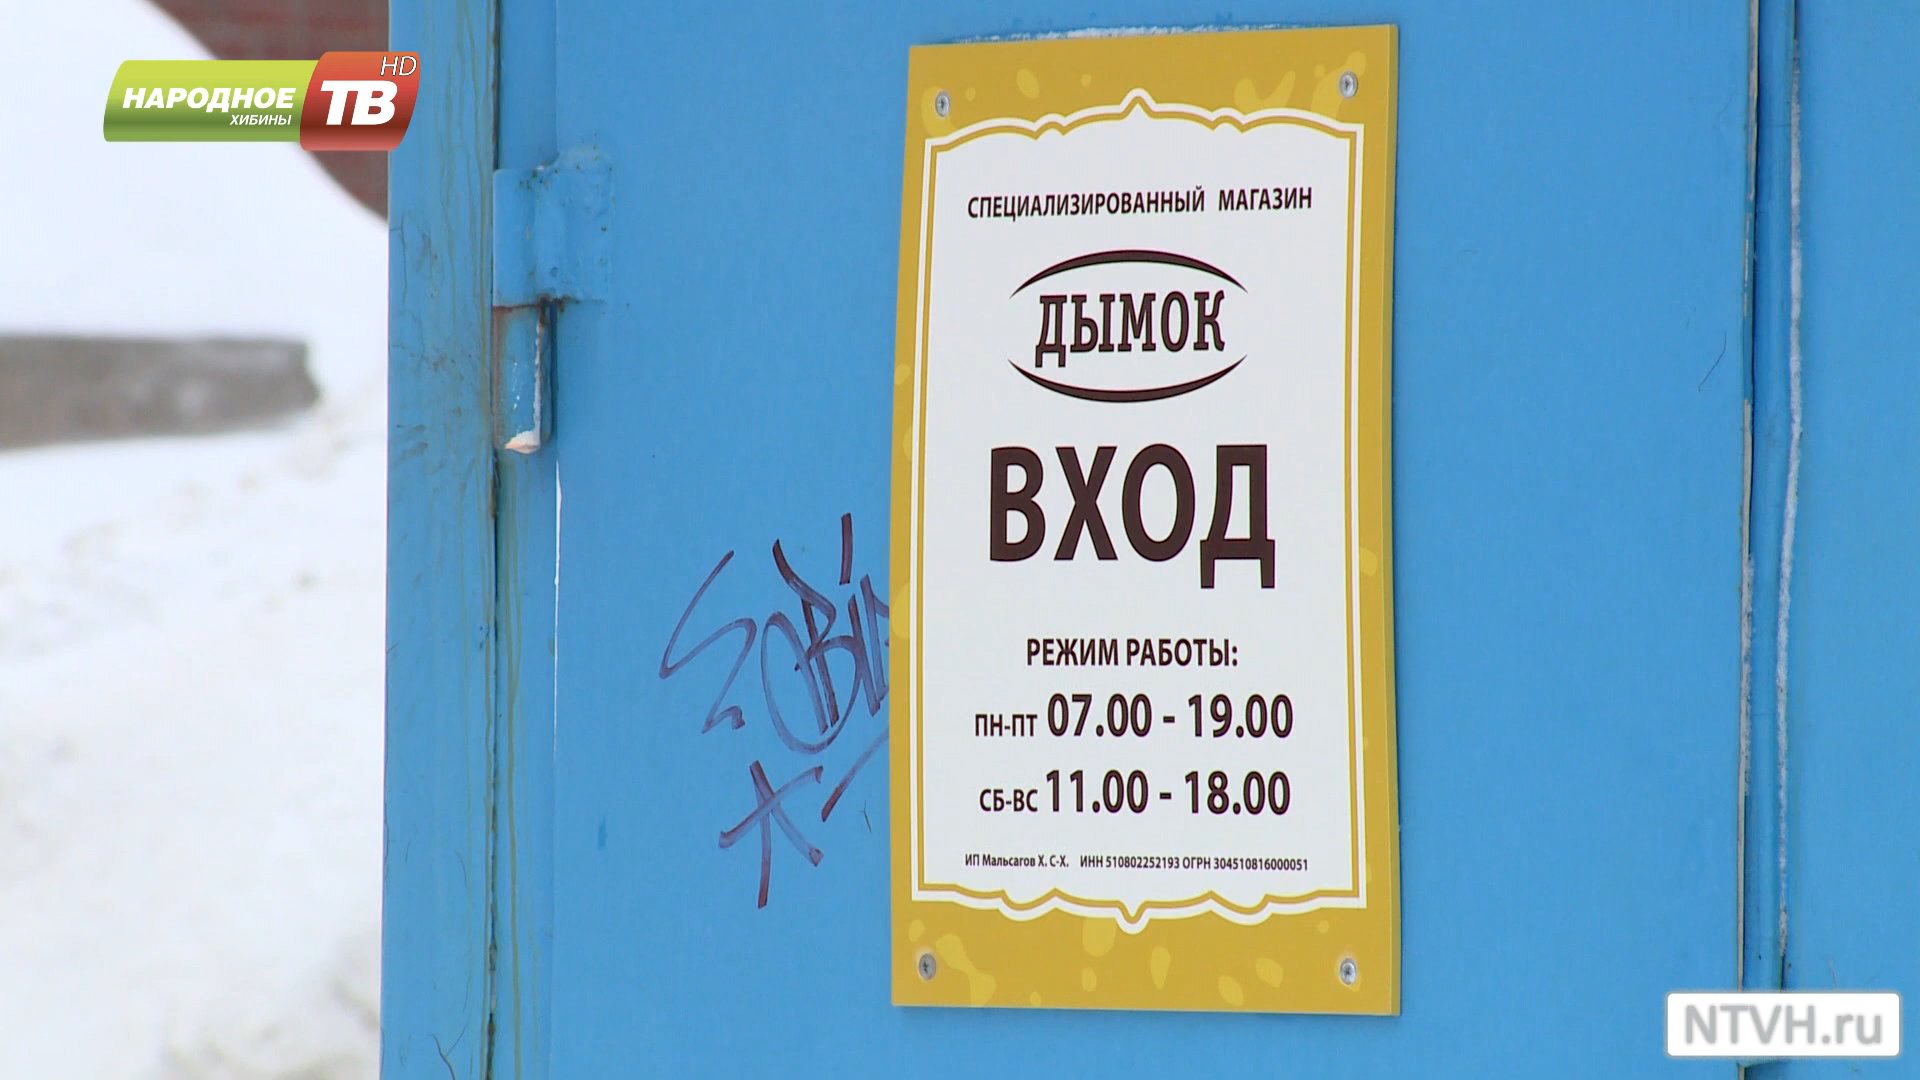 НАРОДНОЕ
ХИБИНЫ
ТВ
HD
СПЕЦИАЛИЗИРОВАННЫЙ МАГАЗИН
ДЫМОК
ВХОД
РЕЖИМ РАБОТЫ:
ПН-ПТ 07.00 - 19.00
СБ-ВС 11.00 - 18.00
ИП Мальсагов Х. С-Х. ИНН 510802252193 ОГРН 304510816000051
NTVH.ru